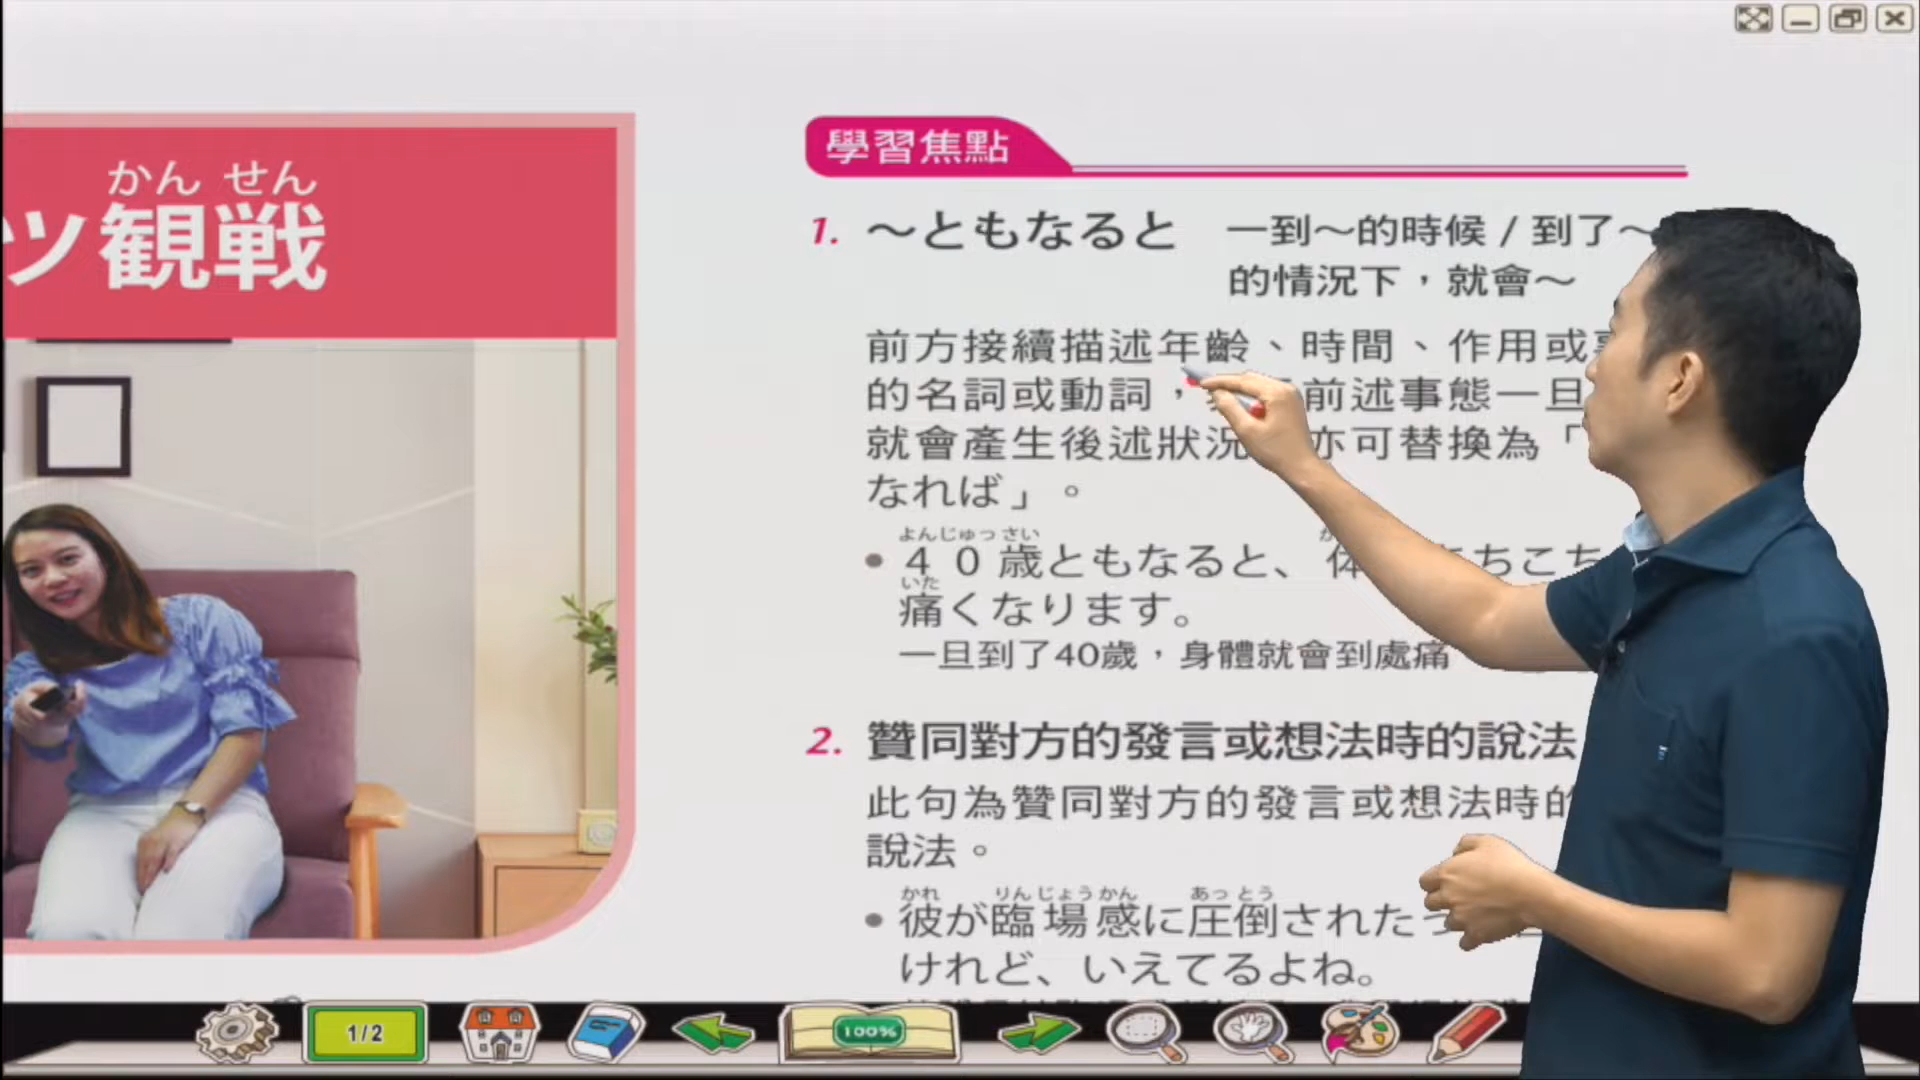 かん せん
ツ観戦
學習焦點
1. ～ともなると 一到～的時候 / 到了～
的情況下，就會～
前方接續描述年齡、時間、作用或
的名詞或動詞， 前述事態一旦
就會產生後述狀況 亦可替換為「
なれば」。
よんじゅっ さい
● 40歳ともなると、体 ちこち
いた
痛くなります。
一旦到了40歲，身體就會到處痛
2. 贊同對方的發言或想法時的說法
此句為贊同對方的發言或想法時的
說法。
かれ りんじょうかん あっとう
● 彼が臨場感に圧倒されたっ
けれど、いえてるよね。
1/2
100%